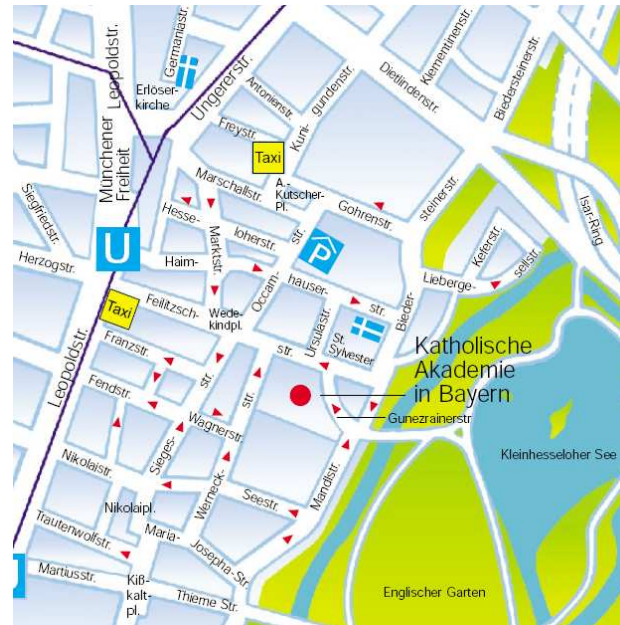 Germaniastr.
Leopoldstr.
Erlöser-
kirche
Ungererstr.
Antonienstr.
Freystr.
Kuni-
gundenstr.
Dietlindenstr.
Klementinenstr.
Biedersteinerstr.
Münchener
Freiheit
Siegfriedstr.
Taxi
Marschallstr.
A.-
Kutscher-
Pl.
Gohrenstr.
steinerstr.
Isar-Ring
Hesse-
loherstr.
Marktstr.
str.
U
P
Herzogstr.
Haim-
hauser-
str.
Occam-
Keferstr.
Lieberge-
sellstr.
Taxi
Feilitzsch-
Wede-
kindpl.
str.
Ursulastr.
St.
Sylvester
Bieder-
Leopoldstr.
Franzstr.
Fendstr.
str.
Sieges-
Wagnerstr.
str.
Werneck-
Katholische
Akademie
in Bayern
Gunezrainerstr
Kleinhesseloher See
Nikolaistr.
Nikolaipl.
Seestr.
Mandlstr.
Trautenwolfstr.
Maria-
Josepha-Str.
Martiusstr.
Kiß-
kalt-
pl.
Thieme Str.
Englischer Garten